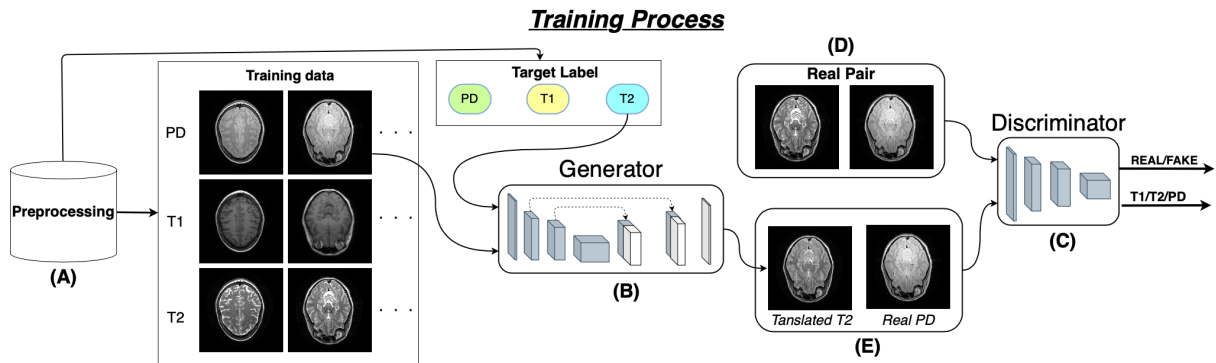 Training Process
(D)
Training data
Target Label
PD
T1
T2
Real Pair
Discriminator
PD
. . .
Generator
REAL/FAKE
T1/T2/PD
Preprocessing
T1
. . .
(A)
(C)
(B)
T2
. . .
Tanslated T2
Real PD
(E)